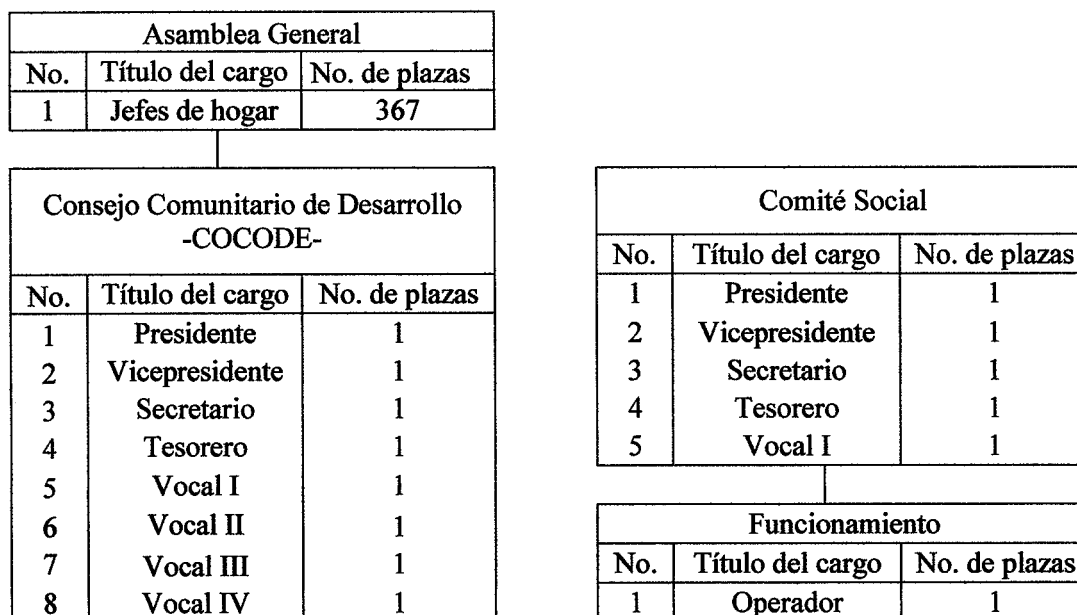 Asamblea General
No. Título del cargo No. de plazas
1 Jefes de hogar 367
Consejo Comunitario de Desarrollo
-COCODE-
No. Título del cargo No. de plazas
1 Presidente 1
2 Vicepresidente 1
3 Secretario 1
4 Tesorero 1
5 Vocal I 1
6 Vocal II 1
7 Vocal III 1
8 Vocal IV 1
Comité Social
No. Título del cargo No. de plazas
1 Presidente 1
2 Vicepresidente 1
3 Secretario 1
4 Tesorero 1
5 Vocal I 1
Funcionamiento
No. Título del cargo No. de plazas
1 Operador 1